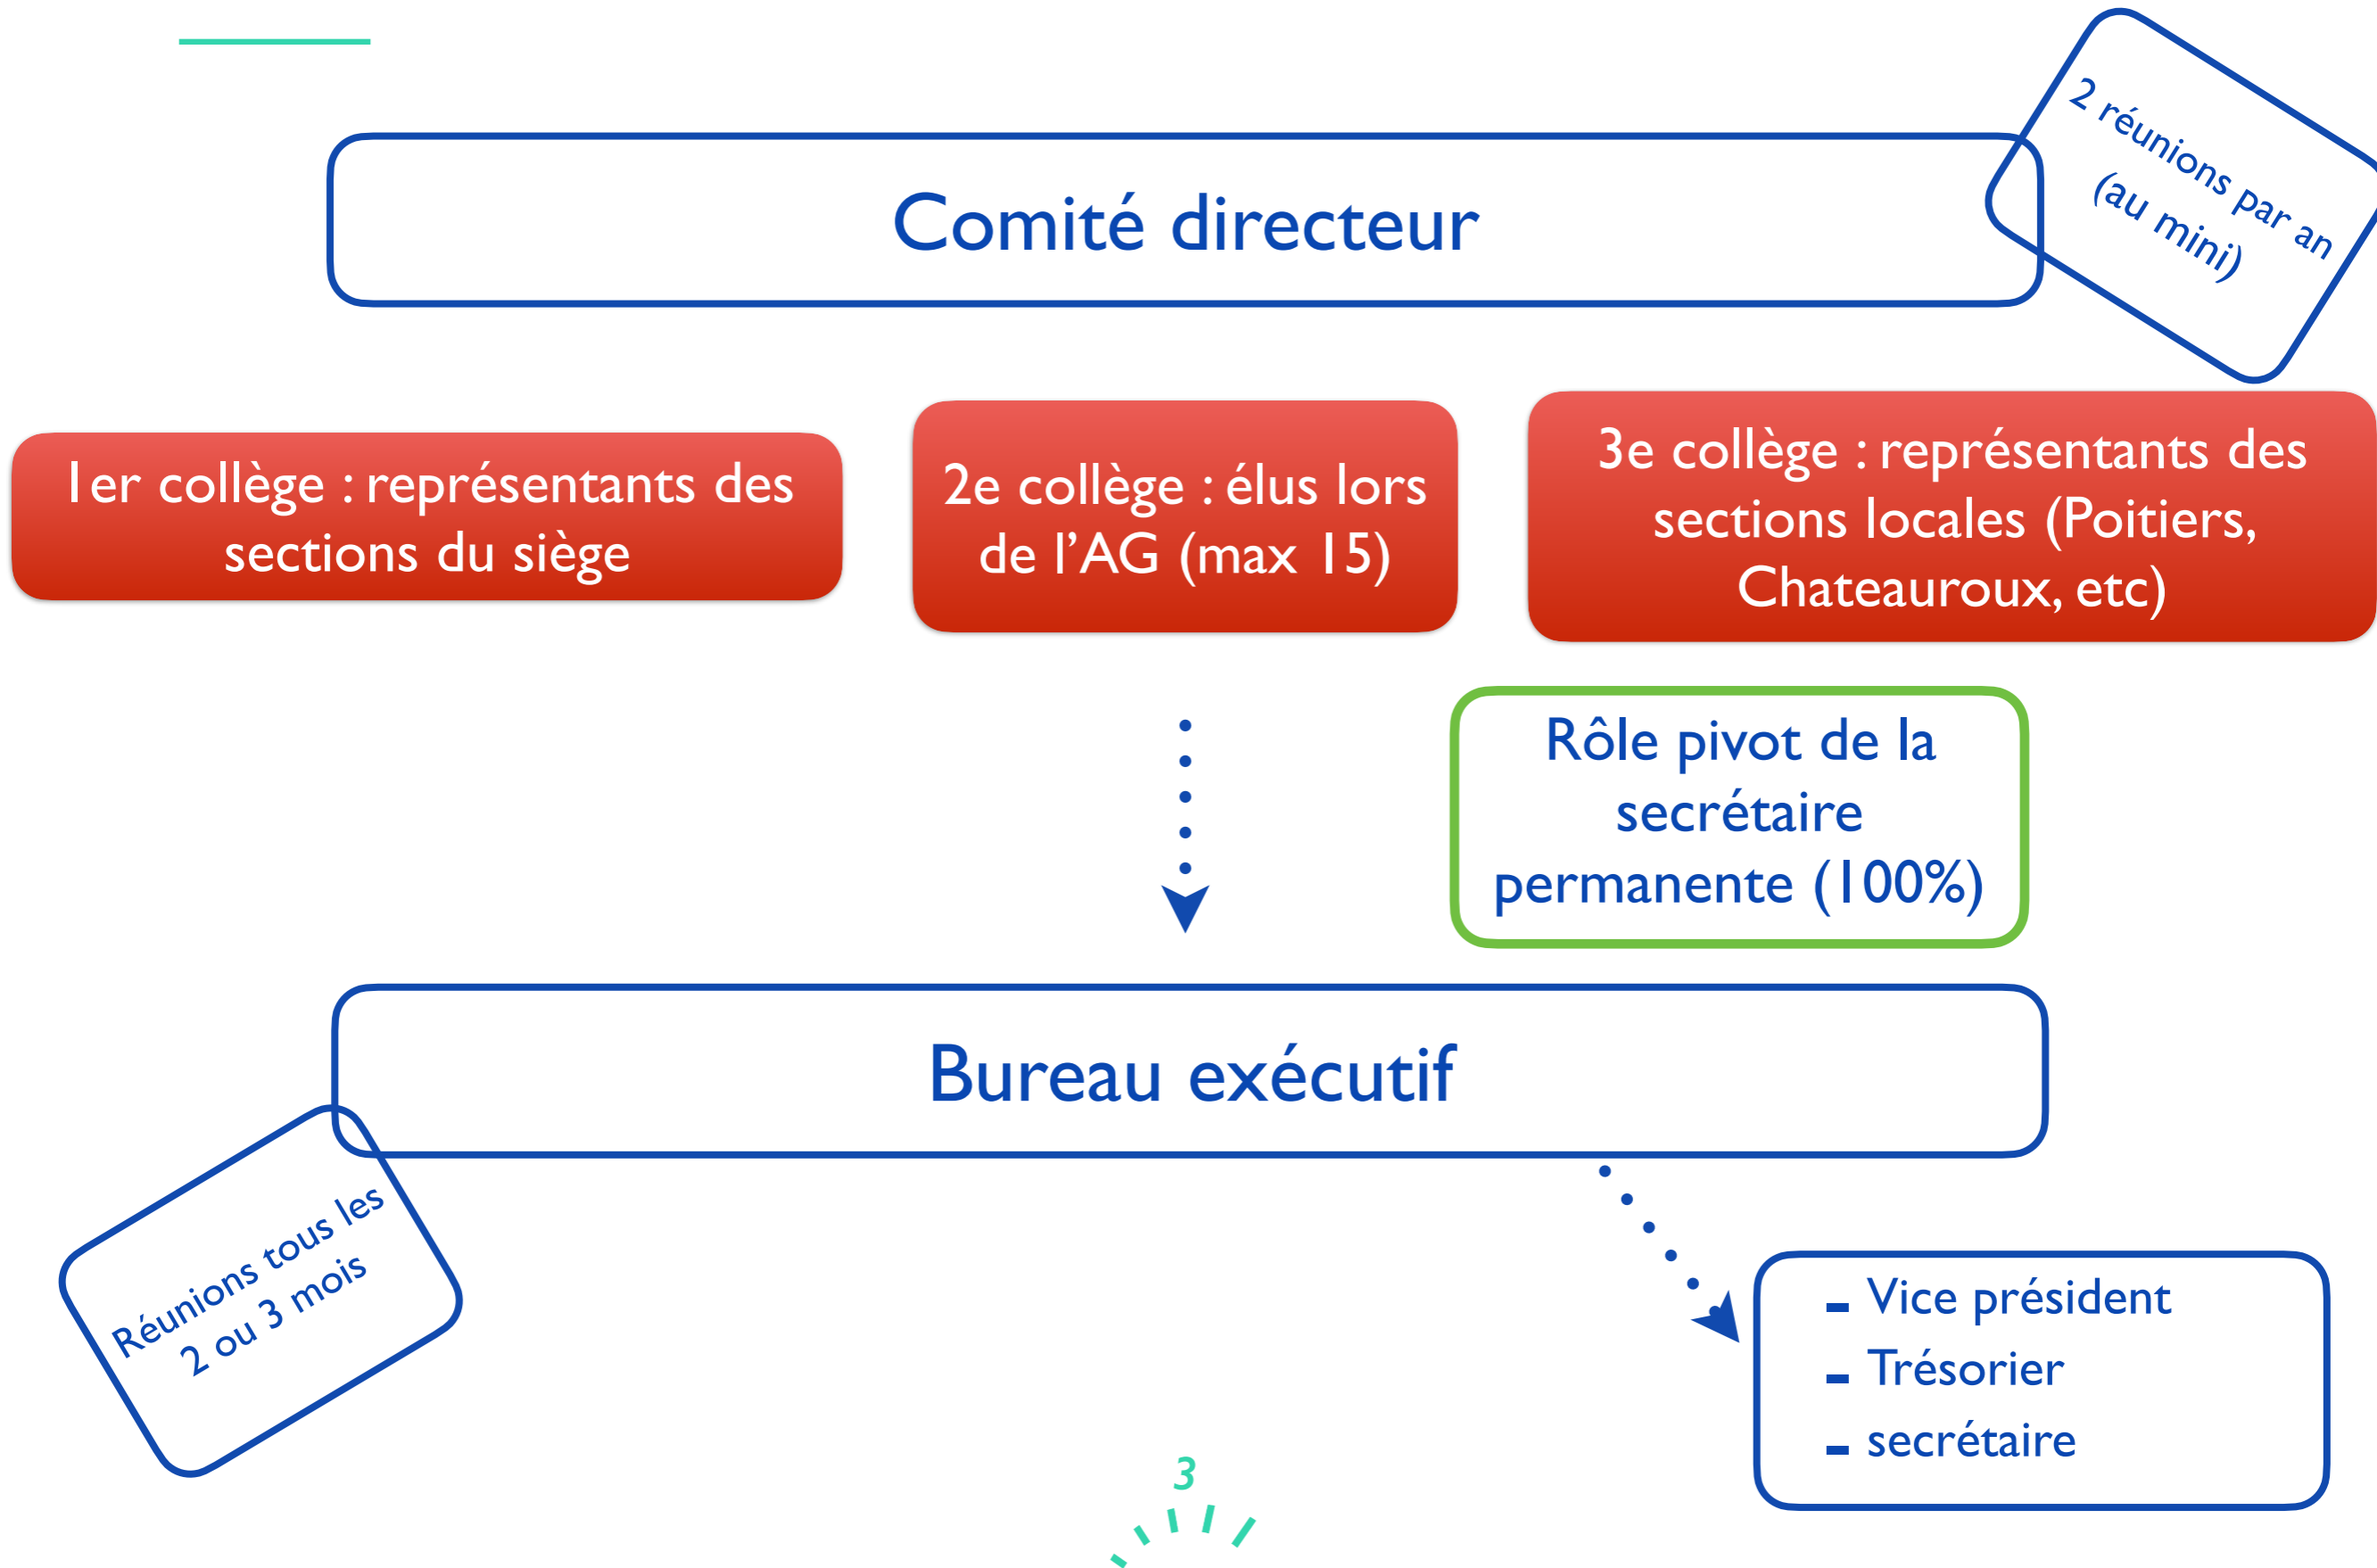 2 réunions par an
(au mini)
Comité directeur
1er collège : représentants des
sections du siège
2e collège : élus lors
de l’AG (max 15)
3e collège : représentants des
sections locales (Poitiers,
Chateauroux, etc)
Rôle pivot de la
secrétaire
permanente (100%)
Bureau exécutif
Réunions tous les
2 ou 3 mois
- Vice président
- Trésorier
- secrétaire
3